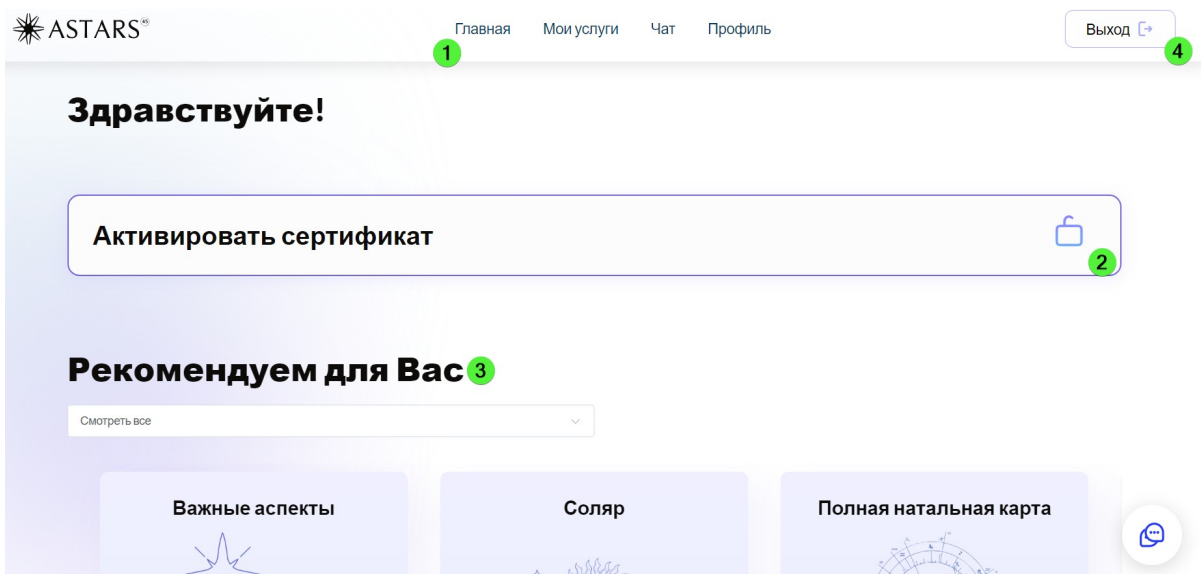 ASTARS
Главная Мои услуги Чат Профиль
Выход
1
4
Здравствуйте!
Активировать сертификат
2
Рекомендуем для Вас 3
Смотреть все
Важные аспекты
Соляр
Полная натальная карта